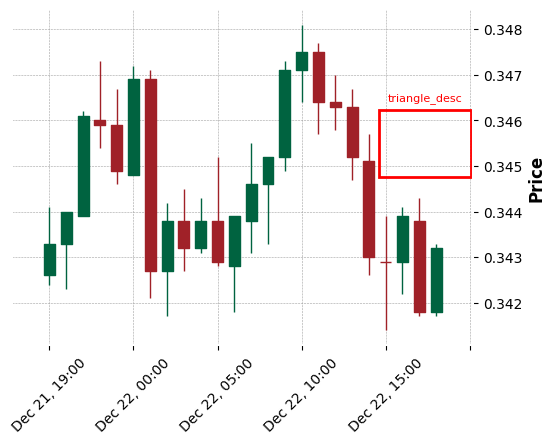 0.348
0.347
triangle_desc
0.346
0.345
0.344
0.343
0.342
Price
Dec 21, 19:00
Dec 22, 00:00
Dec 22, 05:00
Dec 22, 10:00
Dec 22, 15:00